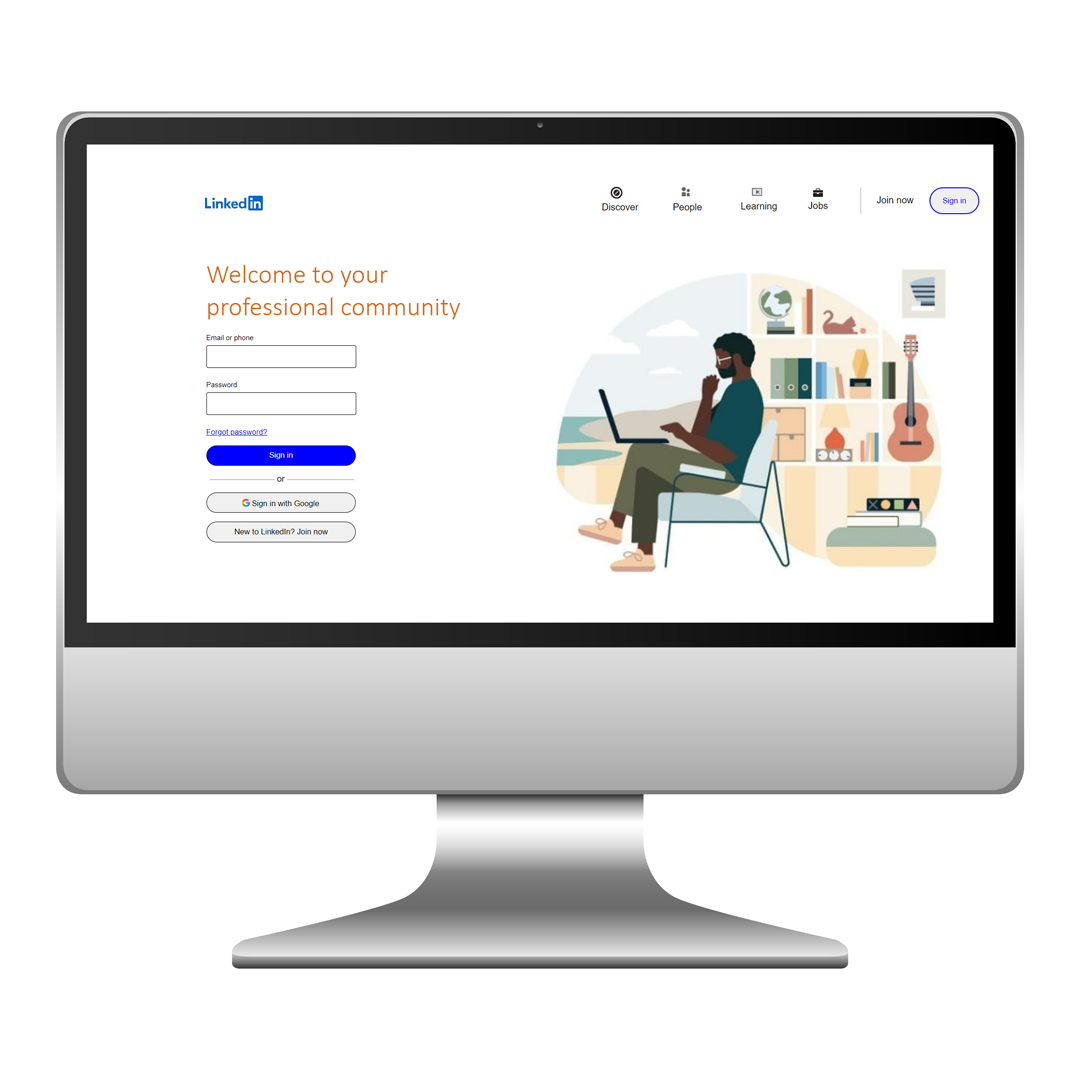 Linkedin
Discover
People
Learning
Jobs
Join now
Sign in
Welcome to your
professional community
Email or phone
Password
Forgot password?
Sign in
or
Sign in with Google
New to LinkedIn? Join now